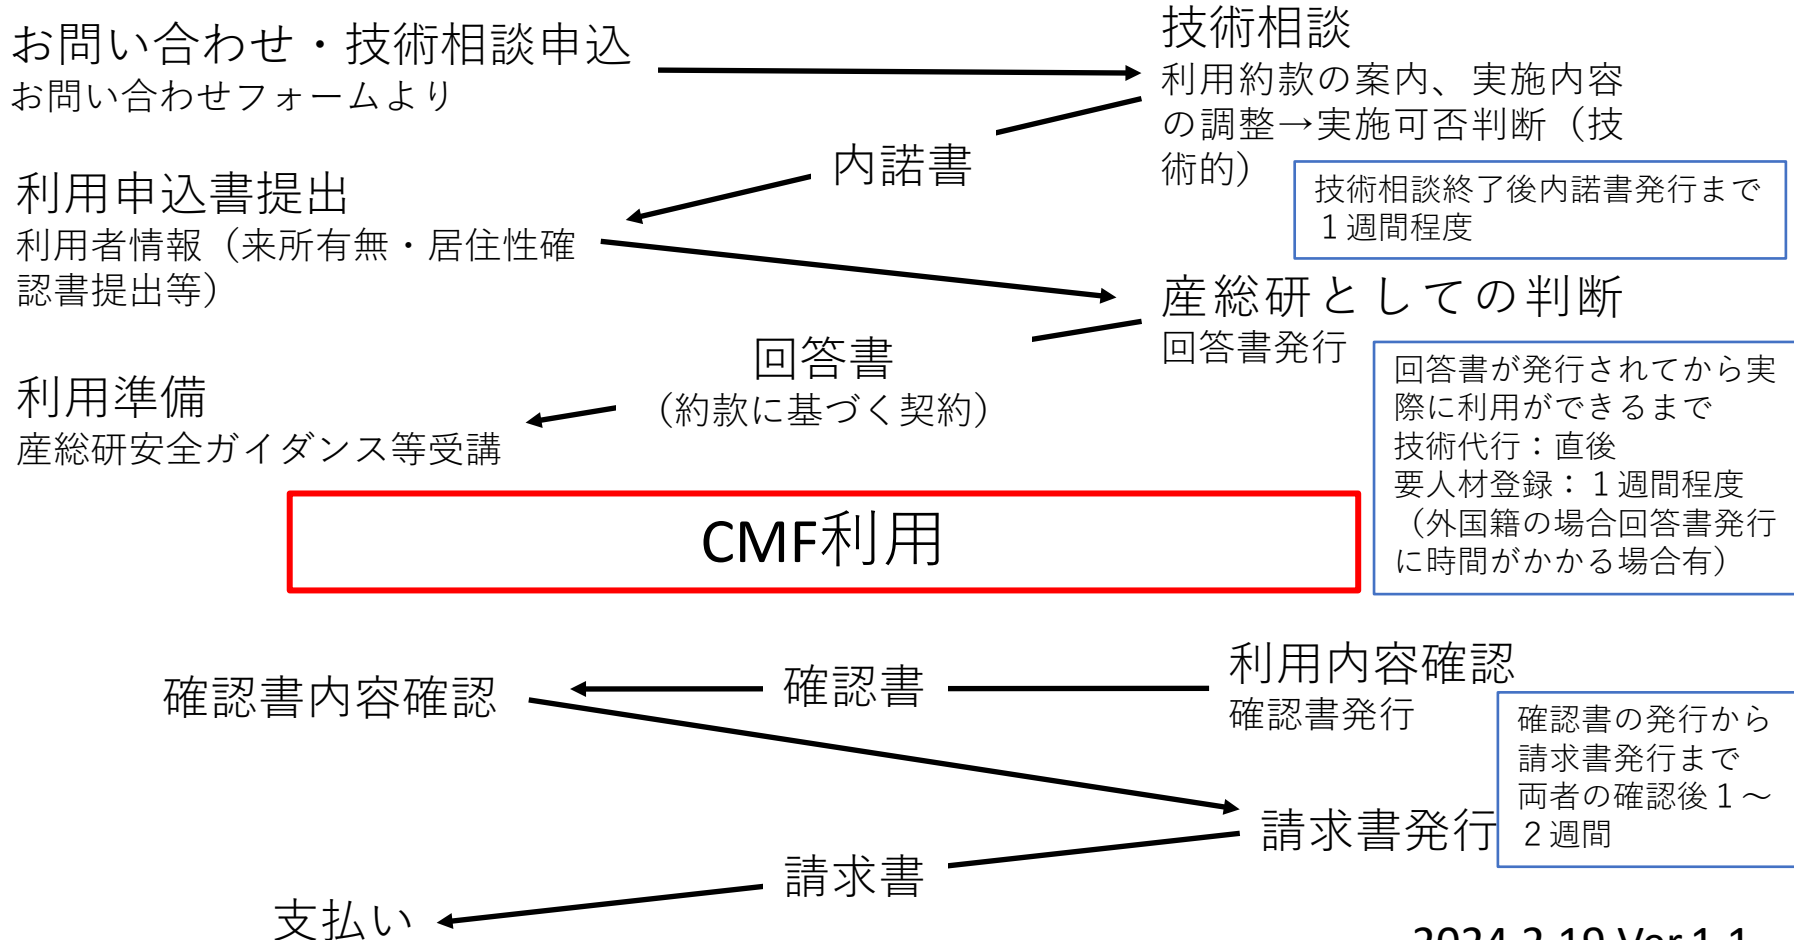 お問い合わせ・技術相談申込
お問い合わせフォームより
技術相談
利用約款の案内、実施内容
の調整→実施可否判断（技
術的）
技術相談終了後内諾書発行まで
１週間程度
内諾書
利用申込書提出
利用者情報（来所有無・居住性確
認書提出等）
産総研としての判断
回答書発行
回答書が発行されてから実
際に利用ができるまで
技術代行：直後
要人材登録：１週間程度
（外国籍の場合回答書発行
に時間がかかる場合有）
回答書
（約款に基づく契約）
利用準備
産総研安全ガイダンス等受講
CMF利用
利用内容確認
確認書発行
確認書
確認書内容確認
確認書の発行から
請求書発行まで
両者の確認後１～
２週間
請求書発行
請求書
支払い
2024.2.19 Ver.1.1